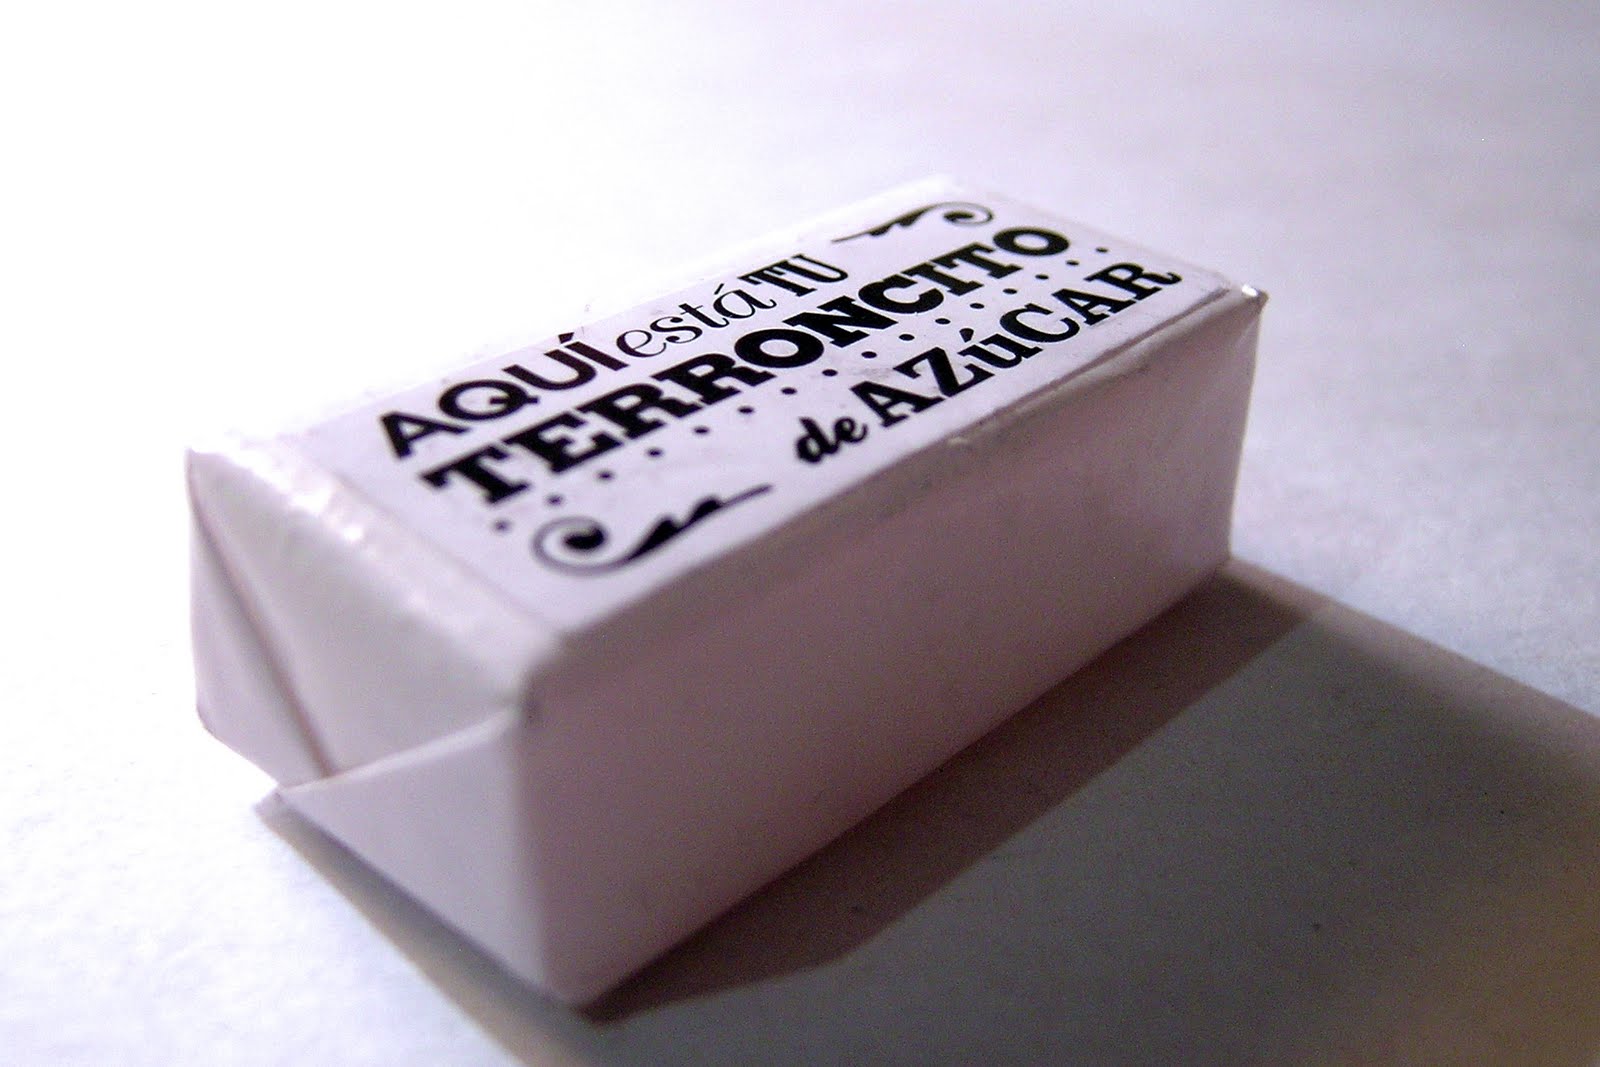 AQUÍ está TU
TERRONCITO
de AZúCAR